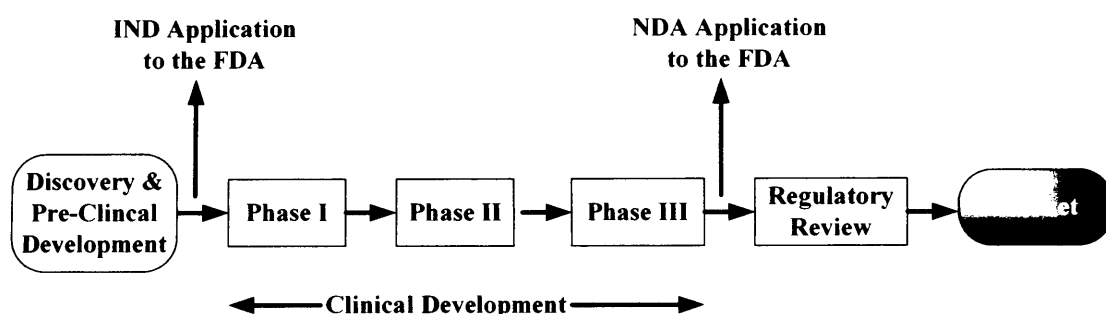 IND Application
to the FDA
NDA Application
to the FDA
Discovery &
Pre-Clincal
Development
Phase I
Phase II
Phase III
Regulatory
Review
Clinical Development